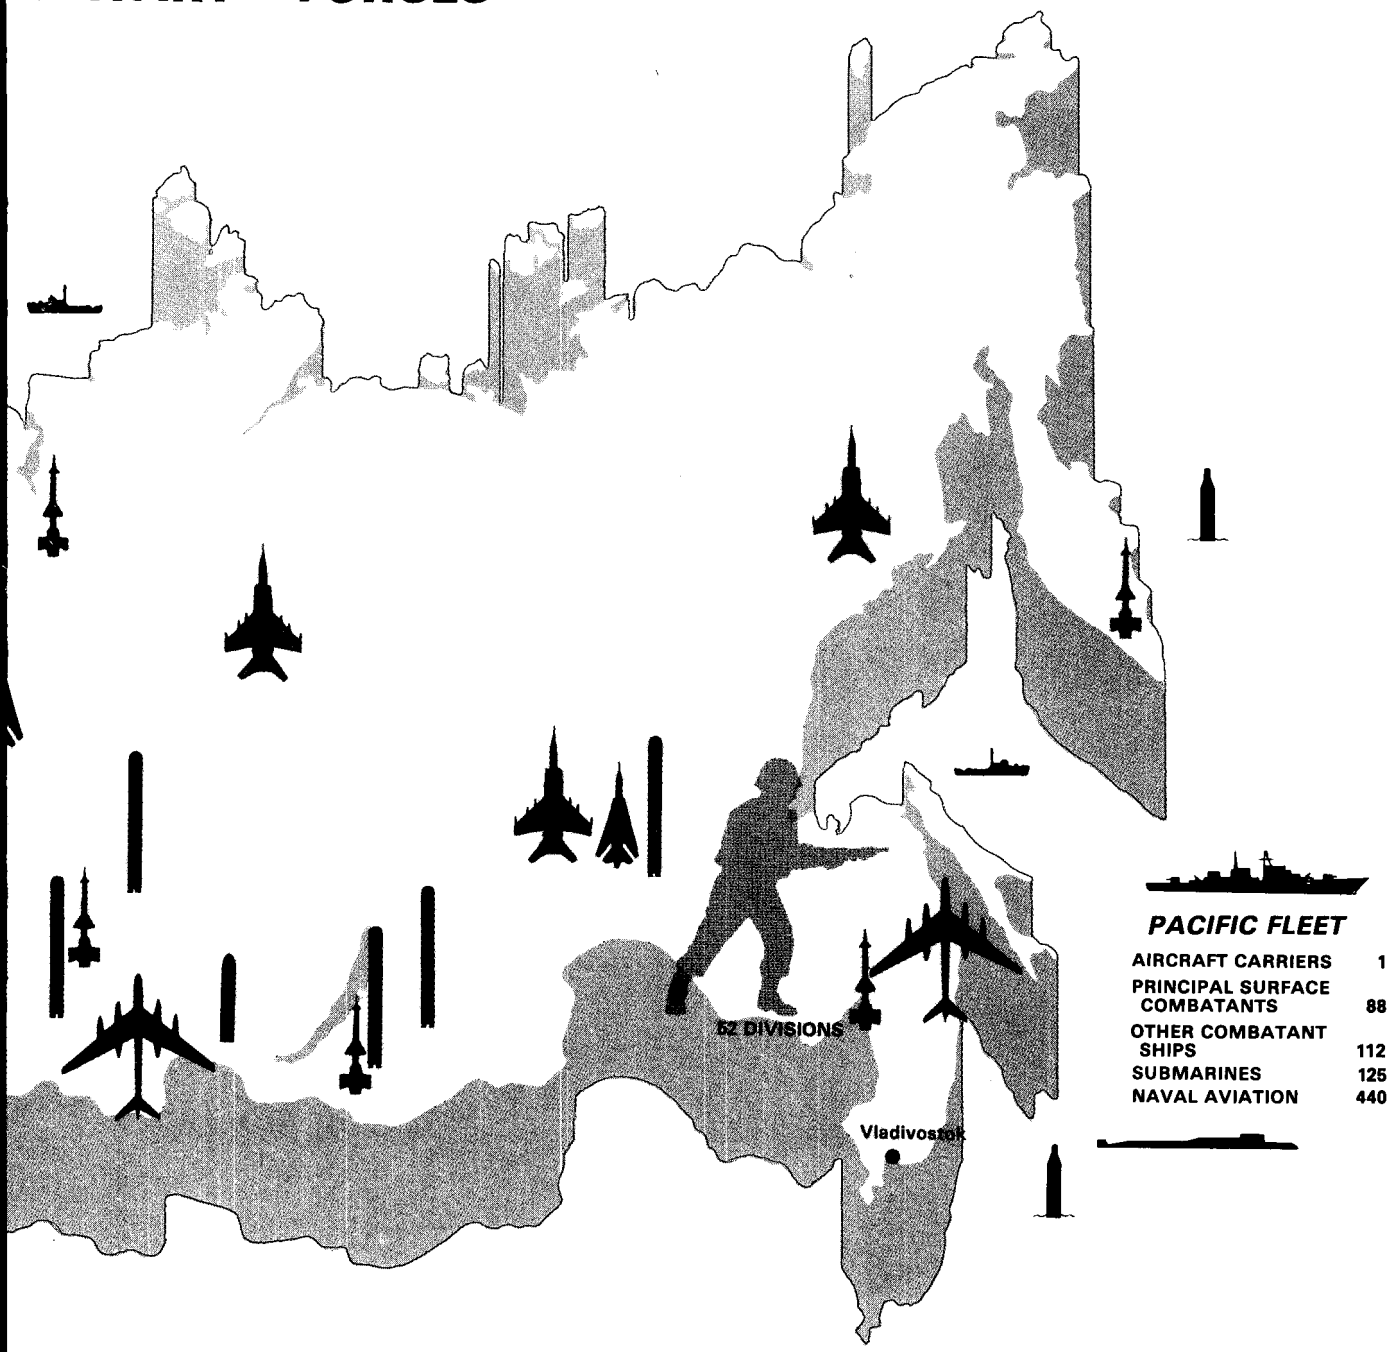 FORCES
PACIFIC FLEET
AIRCRAFT CARRIERS 1
PRINCIPAL SURFACE
COMBATANTS 88
OTHER COMBATANT
SHIPS 112
SUBMARINES 125
NAVAL AVIATION 440
52 DIVISIONS
Vladivostok